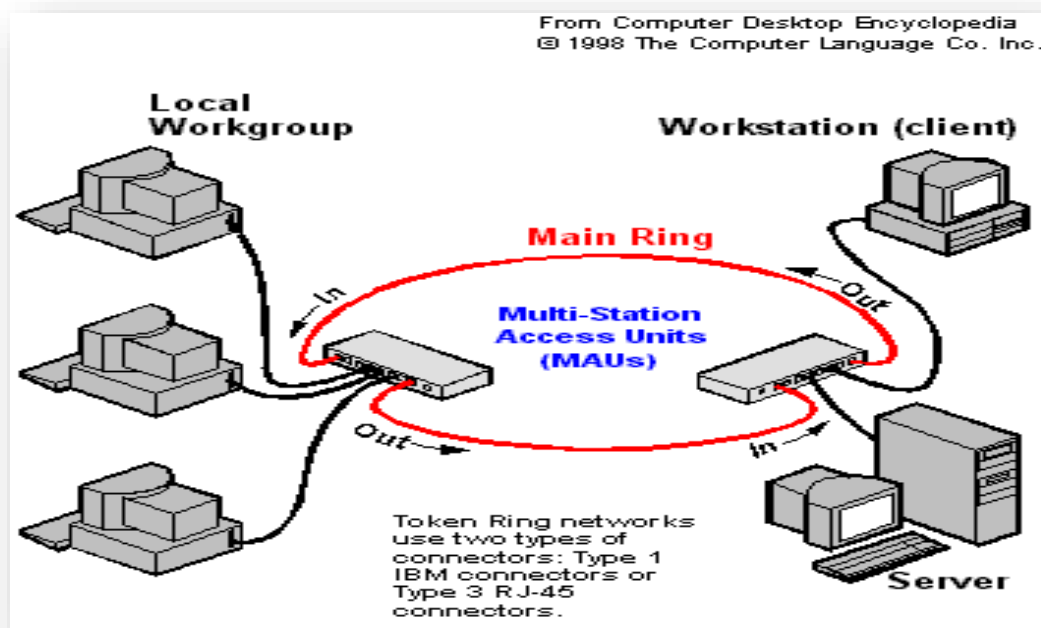 From Computer Desktop Encyclopedia
© 1998 The Computer Language Co. Inc.
Local
Workgroup
Workstation (client)
Main Ring
In
Out
Multi-Station
Access Units
(MAUs)
Out
In
Token Ring networks
use two types of
connectors: Type 1
IBM connectors or
Type 3 RJ-45
connectors.
Server